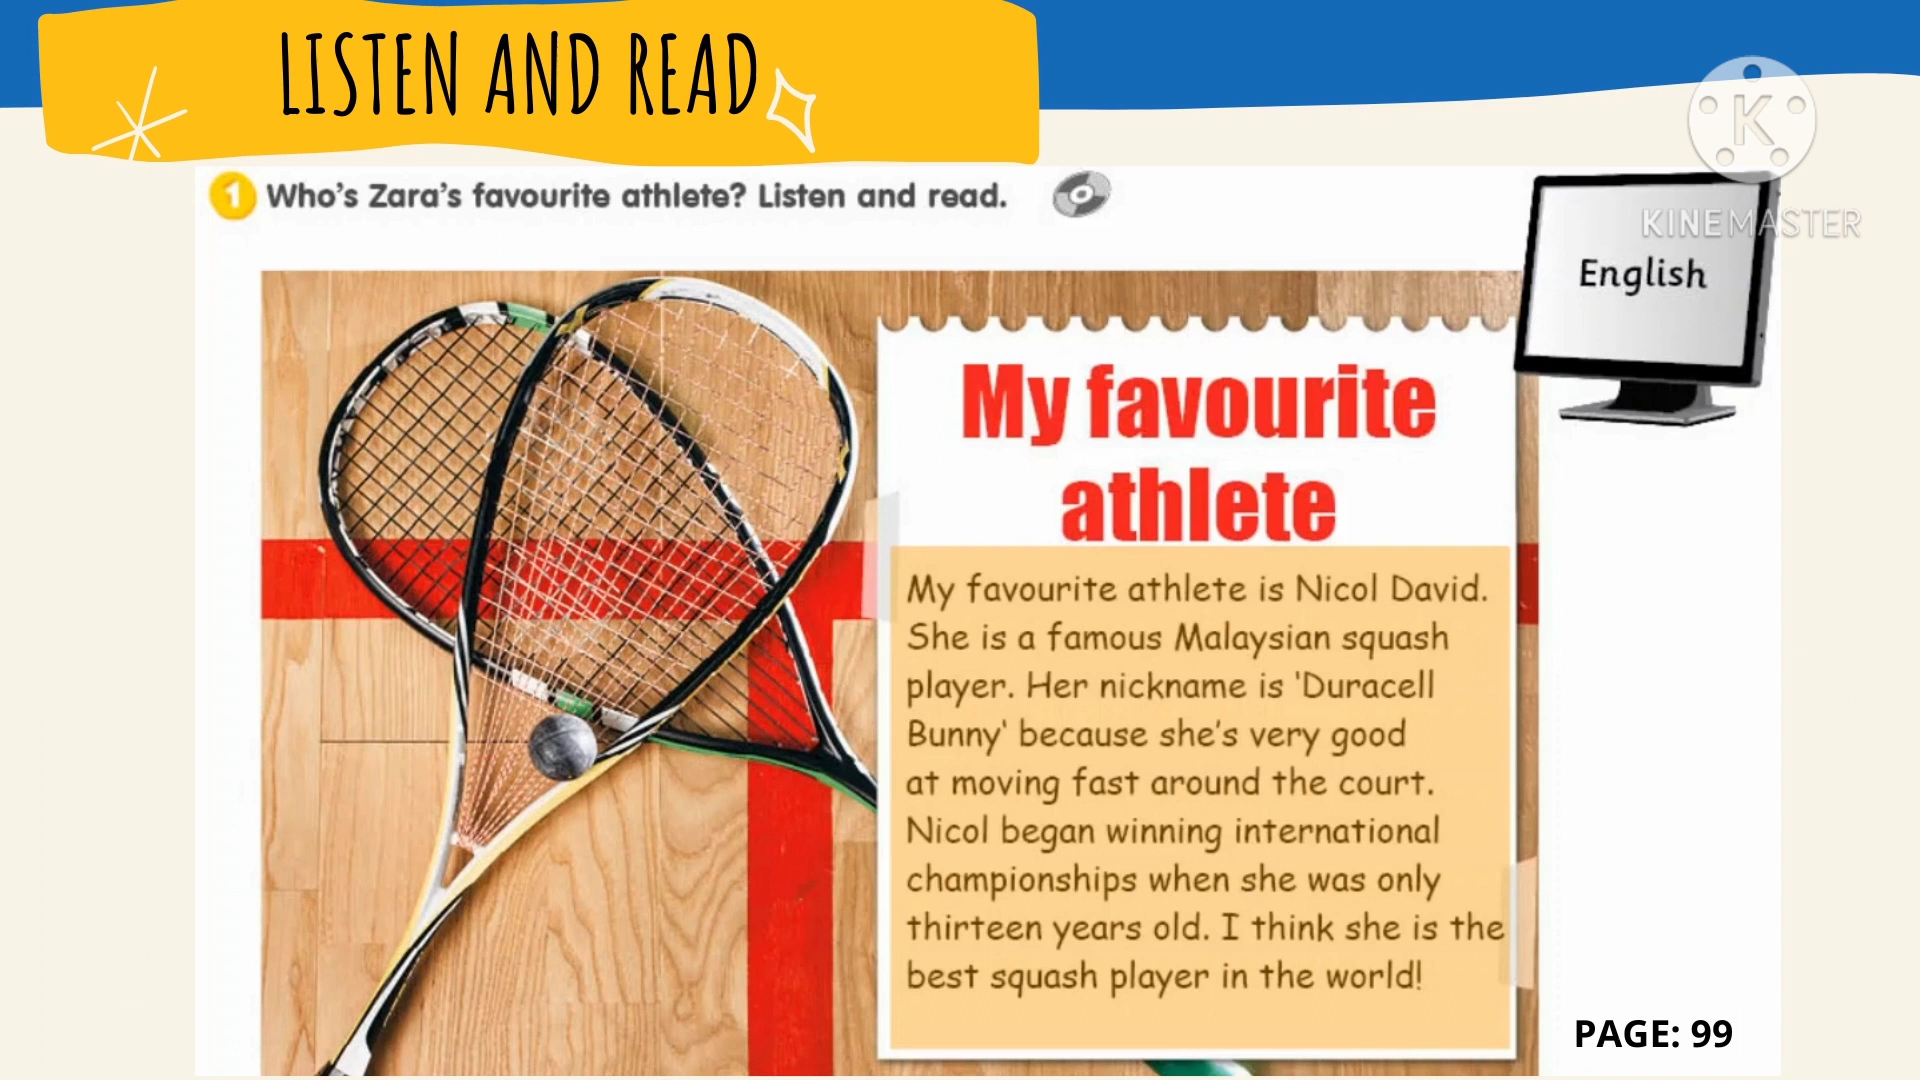 LISTEN AND READ
1 Who's Zara's favourite athlete? Listen and read.
K
KINEMASTER
English
My favourite
athlete
My favourite athlete is Nicol David.
She is a famous Malaysian squash
player. Her nickname is 'Duracell
Bunny' because she's very good
at moving fast around the court.
Nicol began winning international
championships when she was only
thirteen years old. I think she is the
best squash player in the world!
PAGE: 99